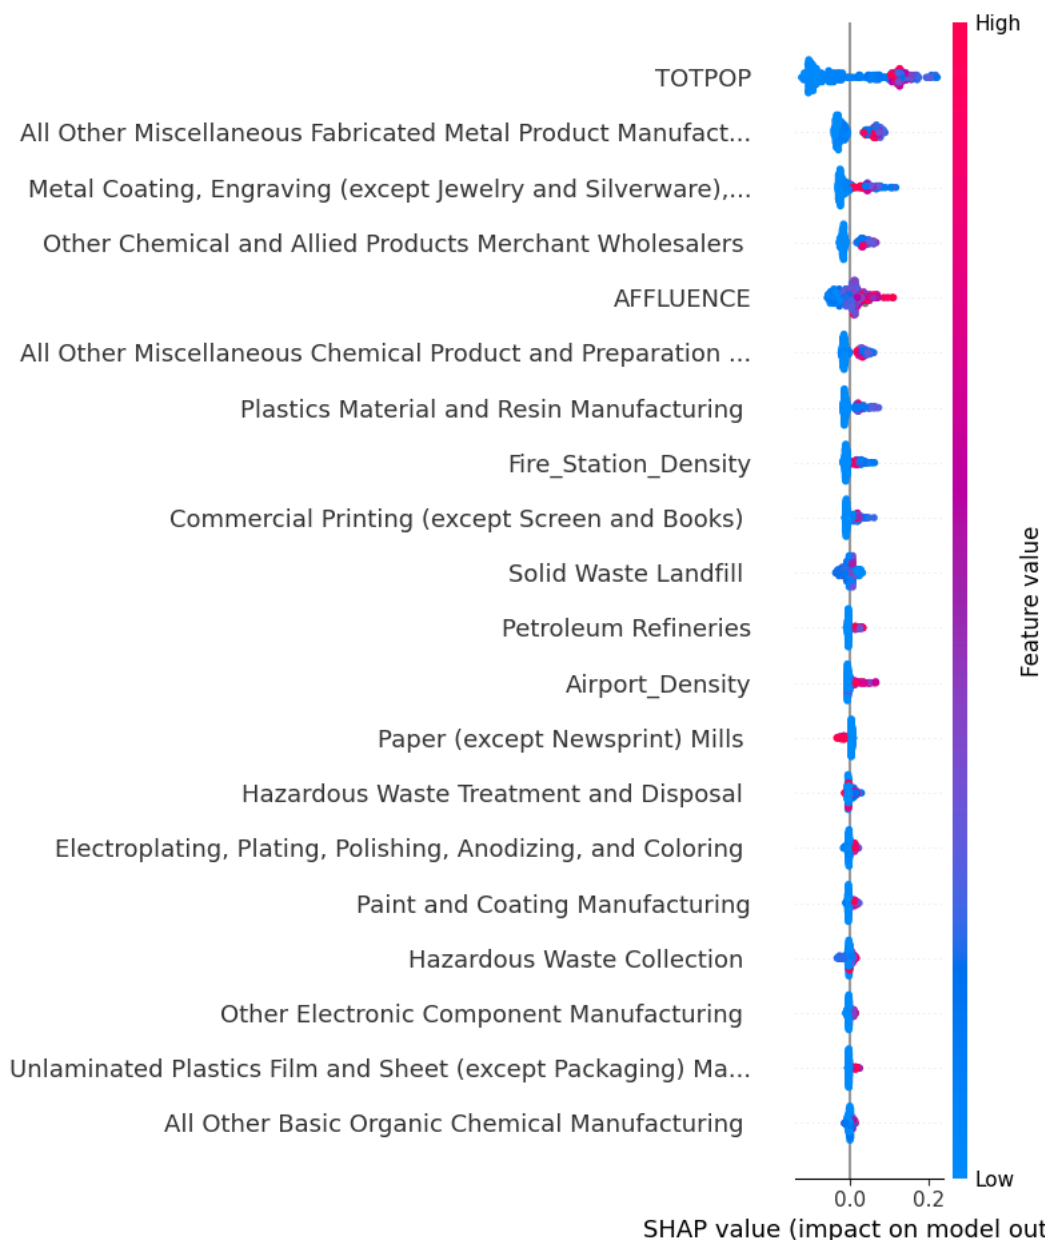 High
TOTPOP
All Other Miscellaneous Fabricated Metal Product Manufact...
Metal Coating, Engraving (except Jewelry and Silverware),...
Other Chemical and Allied Products Merchant Wholesalers
AFFLUENCE
All Other Miscellaneous Chemical Product and Preparation ...
Plastics Material and Resin Manufacturing
Fire_Station_Density
Commercial Printing (except Screen and Books)
Solid Waste Landfill
Petroleum Refineries
Airport_Density
Paper (except Newsprint) Mills
Hazardous Waste Treatment and Disposal
Electroplating, Plating, Polishing, Anodizing, and Coloring
Paint and Coating Manufacturing
Hazardous Waste Collection
Other Electronic Component Manufacturing
Unlaminated Plastics Film and Sheet (except Packaging) Ma...
All Other Basic Organic Chemical Manufacturing
Feature value
Low
0.0 0.2
SHAP value (impact on model out